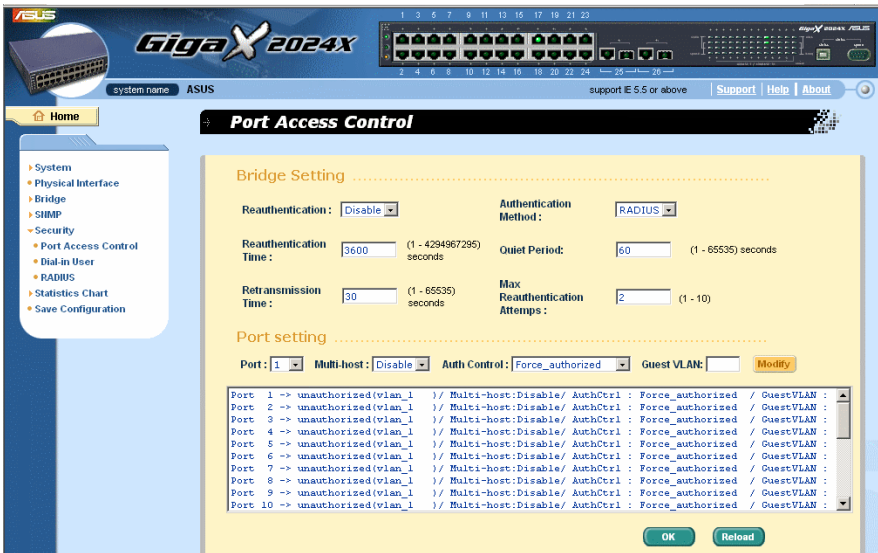 ASUS
GigaX 2024X
1 3 5 7 9 11 13 15 17 19 21 23
GigaX 2024X ASUS
2 4 6 8 10 12 14 16 18 20 22 24 25 26
system name ASUS
support IE 5.5 or above | Support | Help | About
Home
Port Access Control
System
Physical Interface
Bridge
SNMP
Security
Port Access Control
Dial-in User
RADIUS
Statistics Chart
Save Configuration
Bridge Setting
Reauthentication : Disable
Authentication Method : RADIUS
Reauthentication Time : 3600 (1 - 4294967295) seconds
Quiet Period: 60 (1 - 65535) seconds
Retransmission Time : 30 (1 - 65535) seconds
Max Reauthentication Attemps : 2 (1 - 10)
Port setting
Port : 1 Multi-host : Disable Auth Control : Force_authorized Guest VLAN: Modify
Port 1 -> unauthorized(vlan_1 )/ Multi-host:Disable/ AuthCtrl : Force_authorized / GuestVLAN :
Port 2 -> unauthorized(vlan_1 )/ Multi-host:Disable/ AuthCtrl : Force_authorized / GuestVLAN :
Port 3 -> unauthorized(vlan_1 )/ Multi-host:Disable/ AuthCtrl : Force_authorized / GuestVLAN :
Port 4 -> unauthorized(vlan_1 )/ Multi-host:Disable/ AuthCtrl : Force_authorized / GuestVLAN :
Port 5 -> unauthorized(vlan_1 )/ Multi-host:Disable/ AuthCtrl : Force_authorized / GuestVLAN :
Port 6 -> unauthorized(vlan_1 )/ Multi-host:Disable/ AuthCtrl : Force_authorized / GuestVLAN :
Port 7 -> unauthorized(vlan_1 )/ Multi-host:Disable/ AuthCtrl : Force_authorized / GuestVLAN :
Port 8 -> unauthorized(vlan_1 )/ Multi-host:Disable/ AuthCtrl : Force_authorized / GuestVLAN :
Port 9 -> unauthorized(vlan_1 )/ Multi-host:Disable/ AuthCtrl : Force_authorized / GuestVLAN :
Port 10 -> unauthorized(vlan_1 )/ Multi-host:Disable/ AuthCtrl : Force_authorized / GuestVLAN :
OK Reload